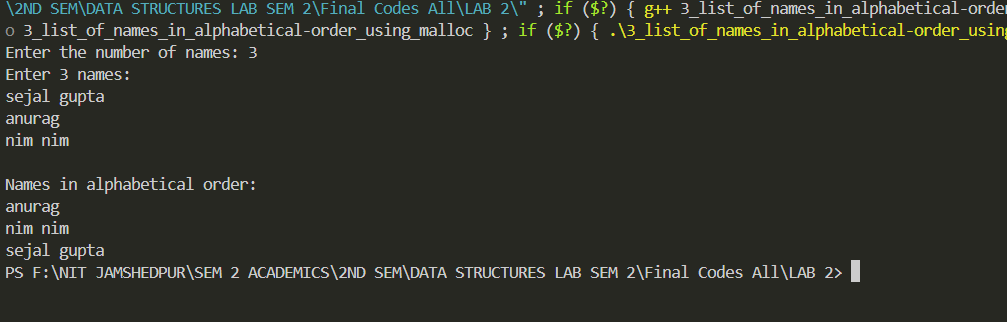 \2ND SEM\DATA STRUCTURES LAB SEM 2\Final Codes All\LAB 2\" ; if ($?) { g++ 3_list_of_names_in_alphabetical-orde
o 3_list_of_names_in_alphabetical-order_using_malloc } ; if ($?) { .\3_list_of_names_in_alphabetical-order_using
Enter the number of names: 3
Enter 3 names:
sejal gupta
anurag
nim nim
Names in alphabetical order:
anurag
nim nim
sejal gupta
PS F:\NIT JAMSHEDPUR\SEM 2 ACADEMICS\2ND SEM\DATA STRUCTURES LAB SEM 2\Final Codes All\LAB 2>